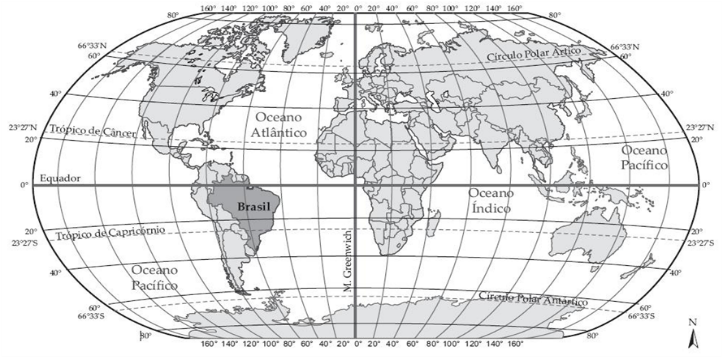 160° 140° 120° 100° 80° 60° 40° 20° 0° 20° 40° 60° 80° 100° 120° 140° 160°
80° 80°
66°33'N Círculo Polar Ártico 66°33'N
60° 60°
40° 40°
Oceano
Atlântico
23°27'N Trópico de Câncer 23°27'N
20° 20°
Oceano
Pacífico
Equador
0° 0°
Oceano
Índico
Brasil
20° 20°
23°27'S Trópico de Capricórnio 23°27'S
M. Greenwich
40° 40°
Oceano
Pacífico
60° Círculo Polar Antártico 60°
66°33'S 66°33'S
80° 80°
N
160° 140° 120° 100° 80° 60° 40° 20° 0° 20° 40° 60° 80° 100° 120° 140° 160°